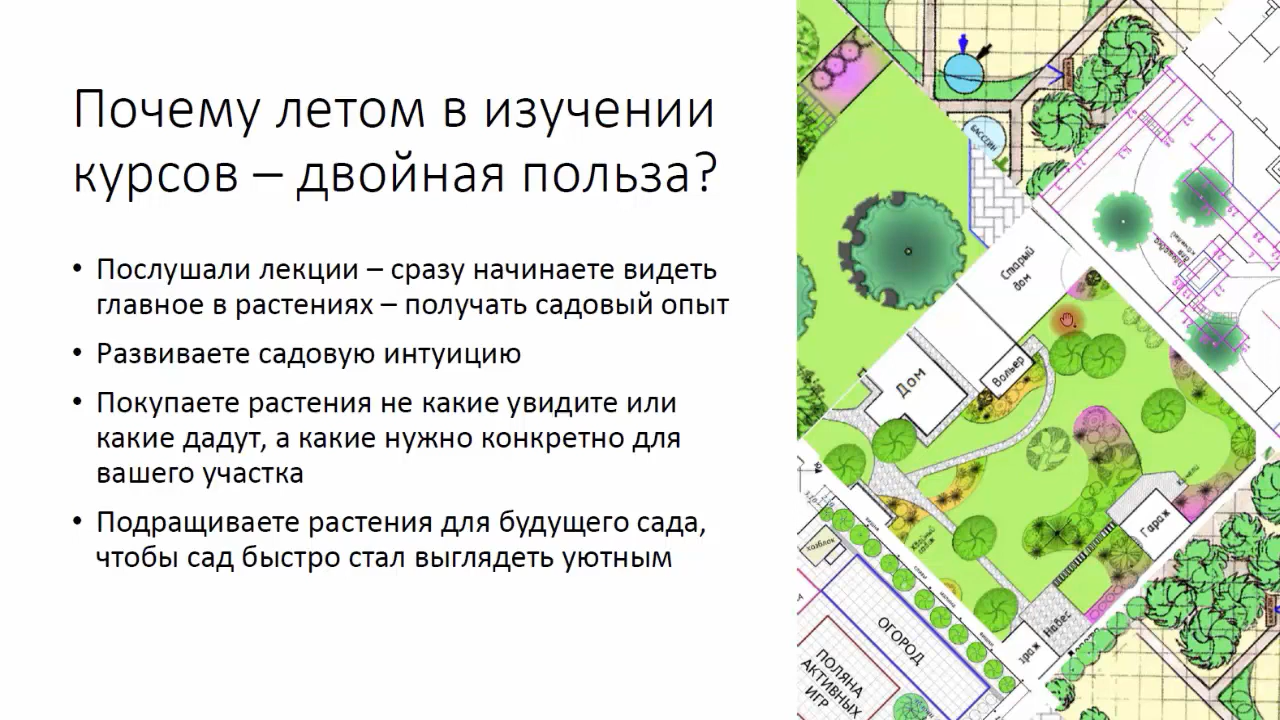 Почему летом в изучении
курсов – двойная польза?
• Послушали лекции – сразу начинаете видеть
главное в растениях – получать садовый опыт
• Развиваете садовую интуицию
• Покупаете растения не какие увидите или
какие дадут, а какие нужно конкретно для
вашего участка
• Подращиваете растения для будущего сада,
чтобы сад быстро стал выглядеть уютным
БАССЕЙН
Старый
дом
Вольер
Дом
Гараж
Навес
хозблок
ОГОРОД
ПОЛЯНА
АКТИВНЫХ
ИГР